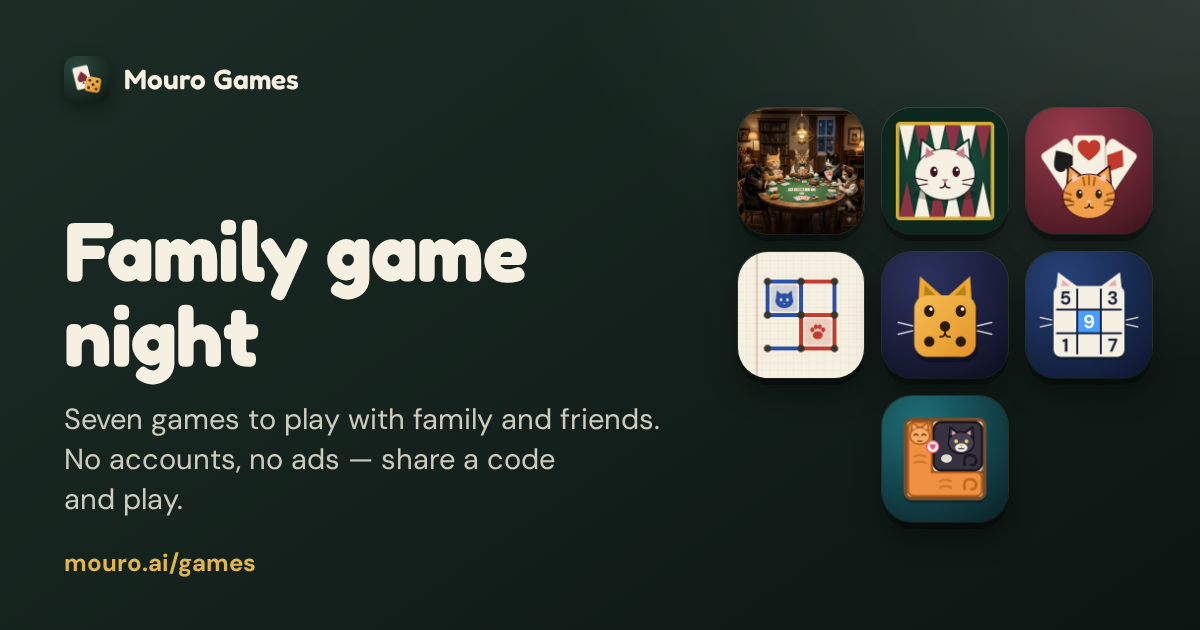 Mouro Games
Family game
night
Seven games to play with family and friends.
No accounts, no ads — share a code
and play.
mouro.ai/games
5 3
9
1 7